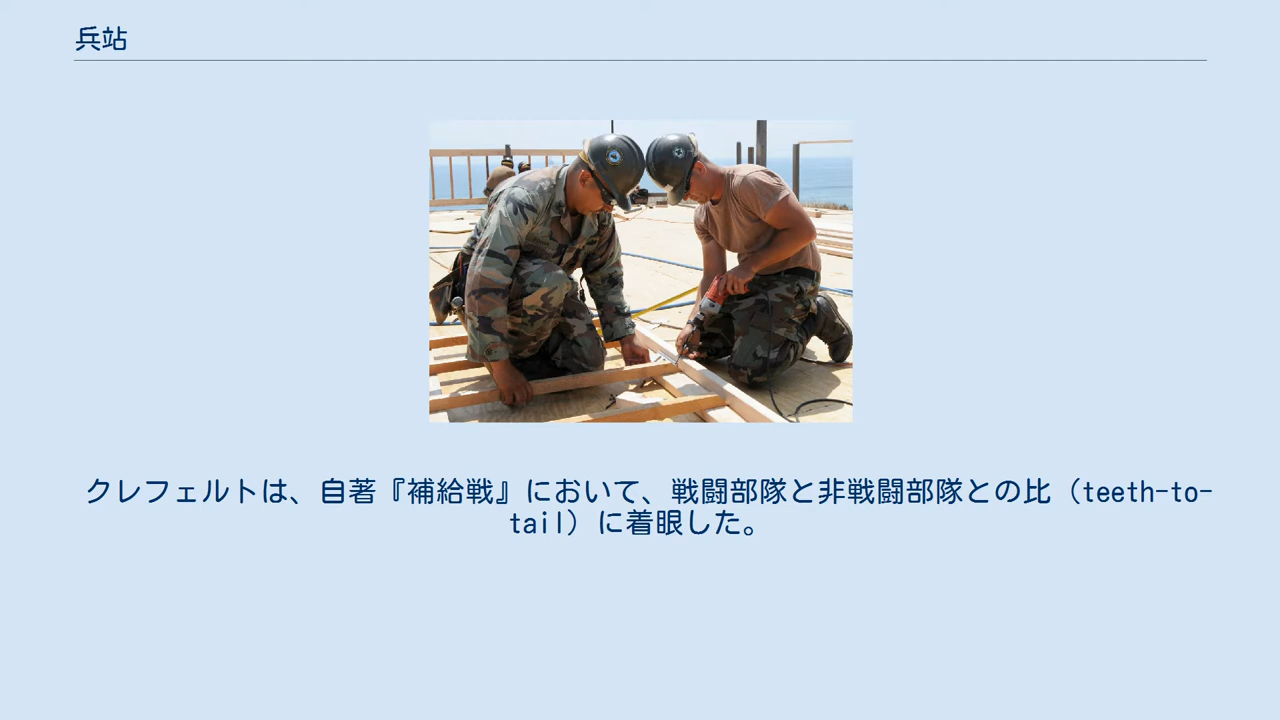 兵站
クレフェルトは、自著『補給戦』において、戦闘部隊と非戦闘部隊との比（teeth-to-
tail）に着眼した。